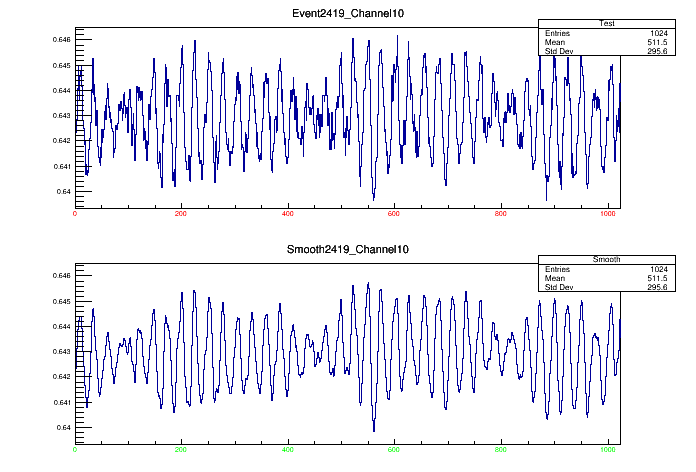 Event2419_Channel10
Test
Entries 1024
Mean 511.5
Std Dev 295.6
0.646
0.645
0.644
0.643
0.642
0.641
0.64
0 200 400 600 800 1000
Smooth2419_Channel10
Smooth
Entries 1024
Mean 511.5
Std Dev 295.6
0.646
0.645
0.644
0.643
0.642
0.641
0.64
0 200 400 600 800 1000